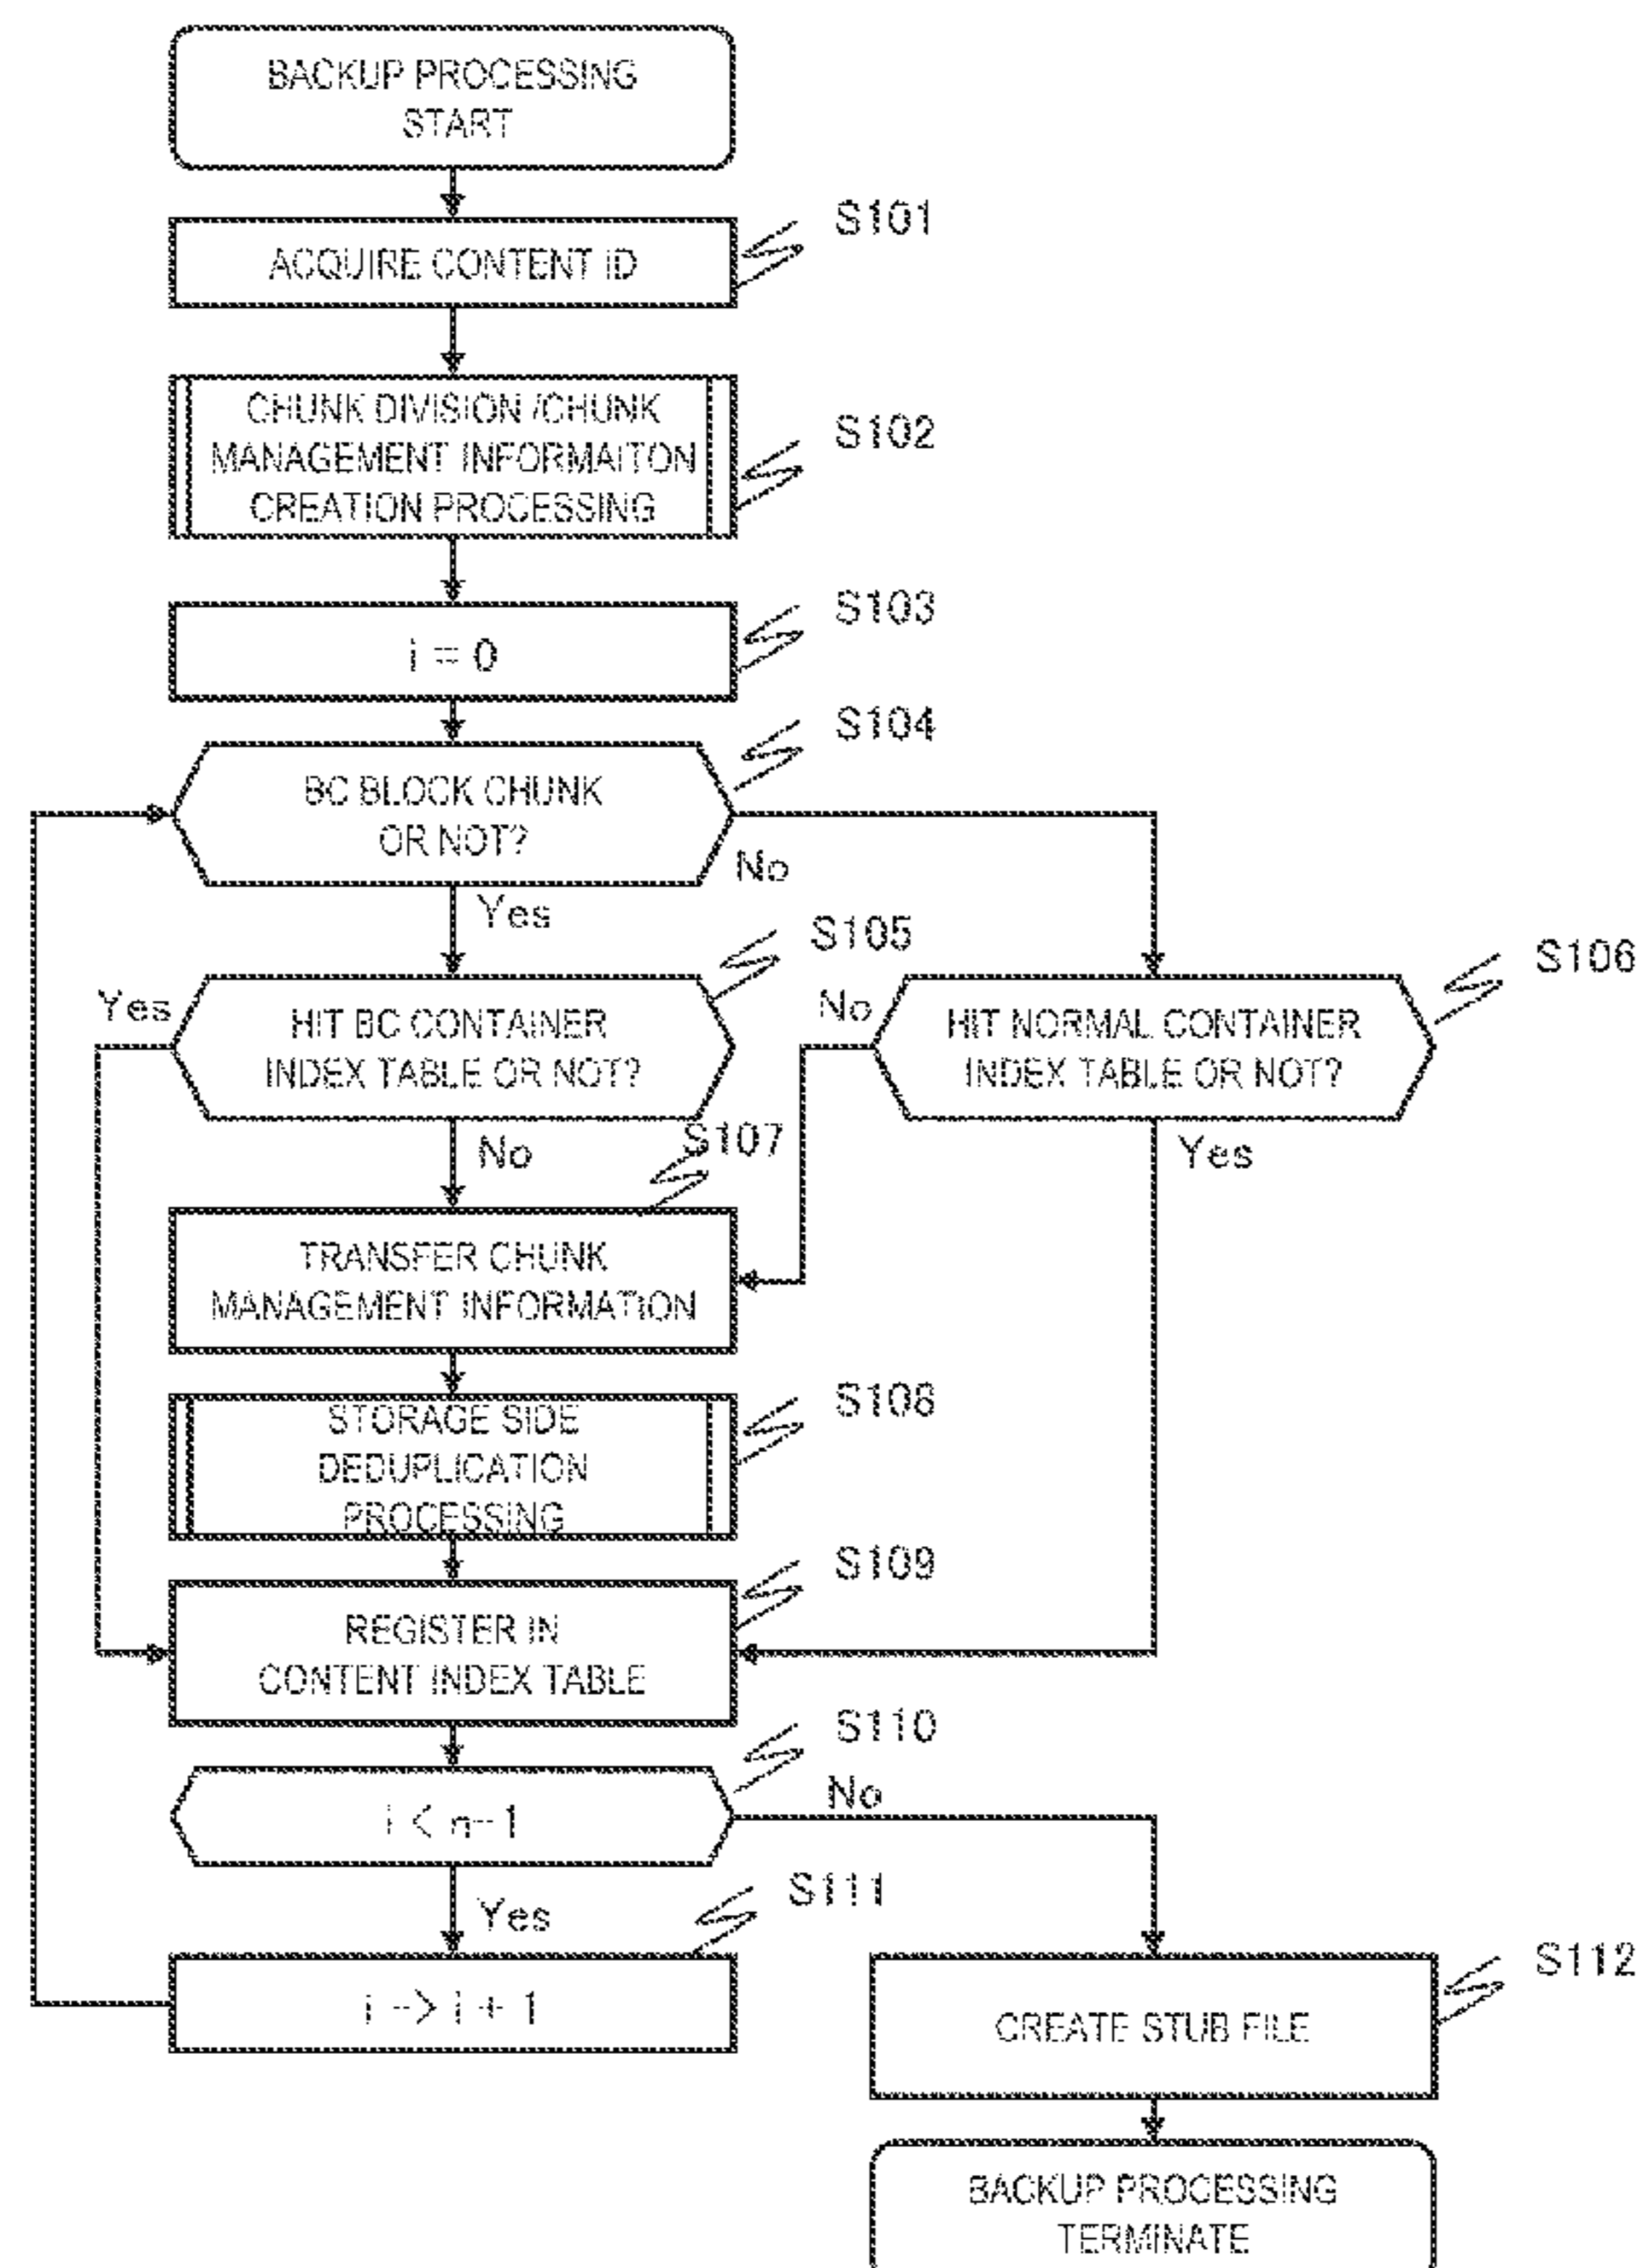 BACKUP PROCESSING
START
S101
ACQUIRE CONTENT ID
S102
CHUNK DIVISION /CHUNK
MANAGEMENT INFORMAITON
CREATION PROCESSING
S103
i = 0
S104
BC BLOCK CHUNK
OR NOT?
No
Yes
S105
S106
Yes
HIT BC CONTAINER
INDEX TABLE OR NOT?
No
HIT NORMAL CONTAINER
INDEX TABLE OR NOT?
S107
No
Yes
TRANSFER CHUNK
MANAGEMENT INFORMATION
S108
STORAGE SIDE
DEDUPLICATION
PROCESSING
S109
REGISTER IN
CONTENT INDEX TABLE
S110
No
i < n-1
S111
Yes
S112
i -> i + 1
CREATE STUB FILE
BACKUP PROCESSING
TERMINATE